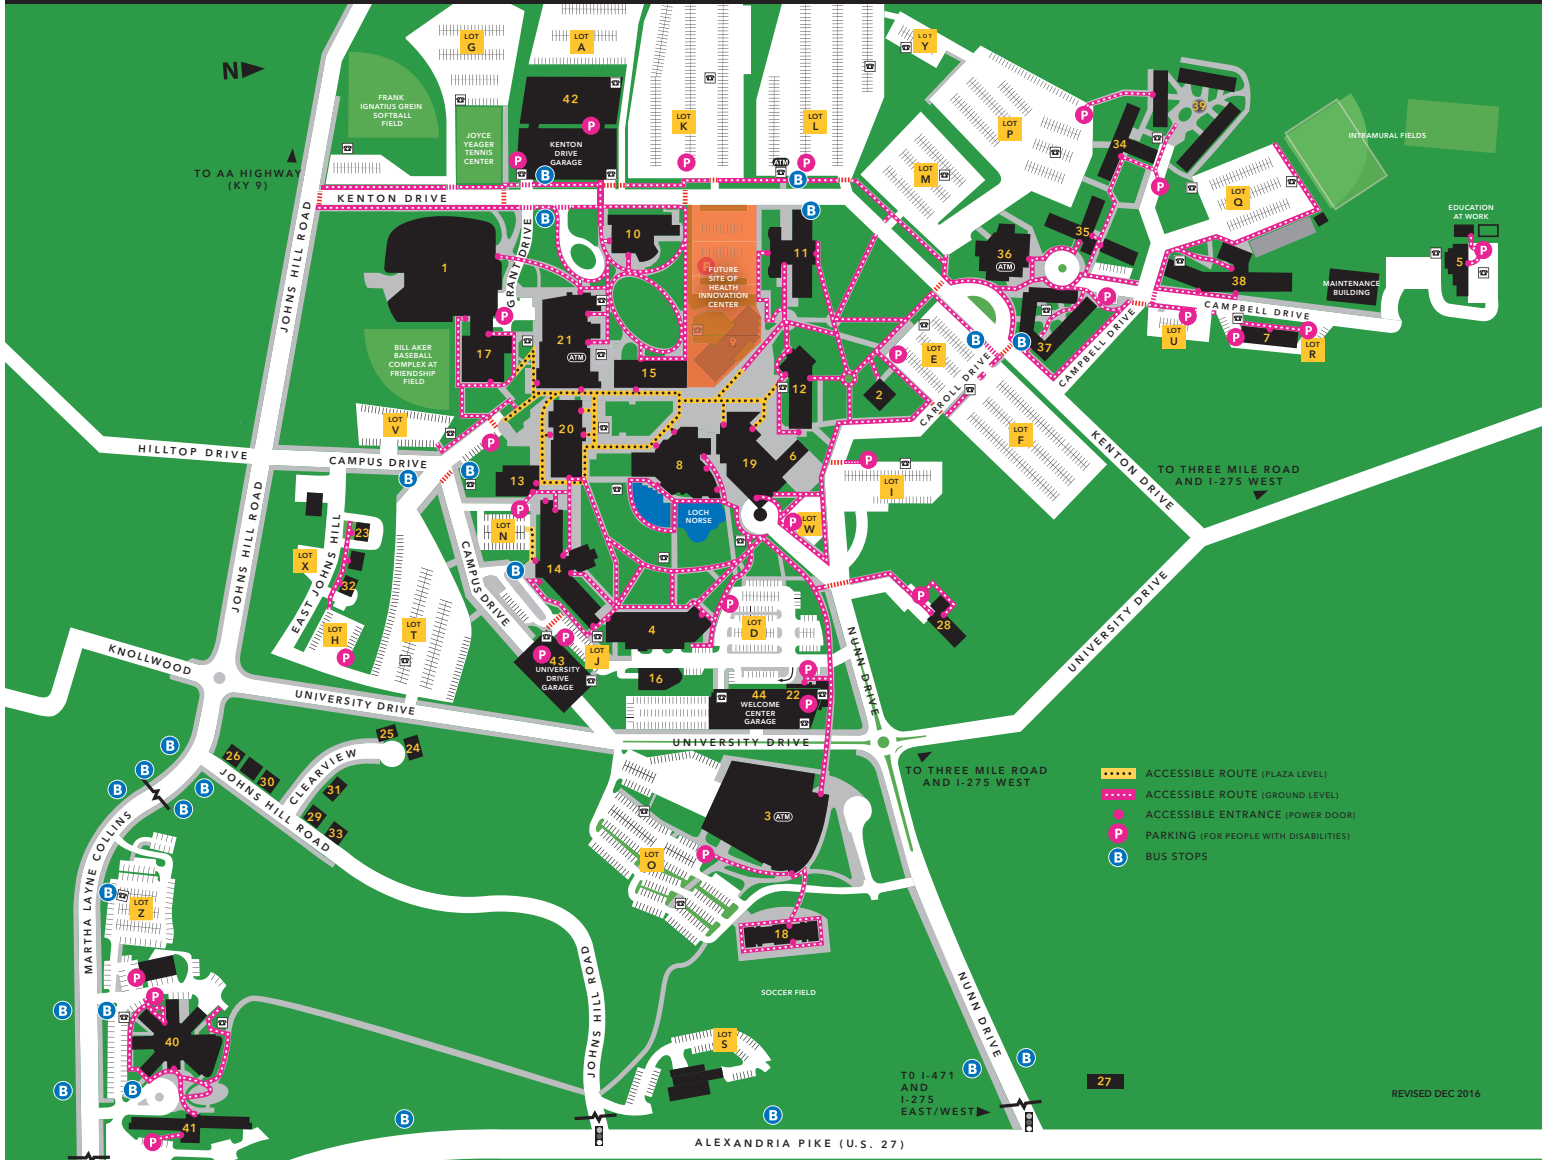 N
TO AA HIGHWAY
(KY 9)
FRANK
IGNATIUS GREIN
SOFTBALL
FIELD
LOT
G
LOT
A
42
P
JOYCE
YEAGER
TENNIS
CENTER
KENTON
DRIVE
GARAGE
P
B
LOT
K
P
LOT
L
ATM
P
B
LOT
Y
LOT
P
P
39
34
P
LOT
M
LOT
Q
INTRAMURAL FIELDS
EDUCATION
AT WORK
P
5
KENTON DRIVE
B
B
JOHNS HILL ROAD
GRANT DRIVE
1
10
11
P
FUTURE
SITE OF
HEALTH
INNOVATION
CENTER
9
36
ATM
35
38
MAINTENANCE
BUILDING
CAMPBELL DRIVE
P
P
LOT
U
P
7
P
LOT
R
37
CAMPBELL DRIVE
BILL AKER
BASEBALL
COMPLEX AT
FRIENDSHIP
FIELD
P
17
21
ATM
15
12
2
P
LOT
E
B
B
CARROLL DRIVE
LOT
F
KENTON DRIVE
LOT
V
HILLTOP DRIVE
CAMPUS DRIVE
B
B
P
20
13
P
8
19
6
P
LOT
I
TO THREE MILE ROAD
AND I-275 WEST
JOHNS HILL ROAD
EAST JOHNS HILL
23
LOT
X
32
LOT
H
P
LOT
T
CAMPUS DRIVE
LOT
N
B
14
LOCH
NORSE
P
LOT
W
P
28
4
P
LOT
D
NUNN DRIVE
UNIVERSITY DRIVE
P
P
43
UNIVERSITY
DRIVE
GARAGE
LOT
J
16
44
WELCOME
CENTER
GARAGE
22
P
P
KNOLLWOOD
UNIVERSITY DRIVE
UNIVERSITY DRIVE
TO THREE MILE ROAD
AND I-275 WEST
B
B
B
B
B
26
30
25
24
CLEARVIEW
31
29
33
JOHNS HILL ROAD
3
ATM
P
LOT
O
18
SOCCER FIELD
ACCESSIBLE ROUTE (PLAZA LEVEL)
ACCESSIBLE ROUTE (GROUND LEVEL)
ACCESSIBLE ENTRANCE (POWER DOOR)
P
PARKING (FOR PEOPLE WITH DISABILITIES)
B
BUS STOPS
MARTHA LAYNE COLLINS
B
LOT
Z
P
P
B
B
40
B
B
41
P
JOHNS HILL ROAD
LOT
S
NUNN DRIVE
B
B
B
B
T0 I-471
AND
I-275
EAST/WEST
27
REVISED DEC 2016
ALEXANDRIA PIKE (U.S. 27)